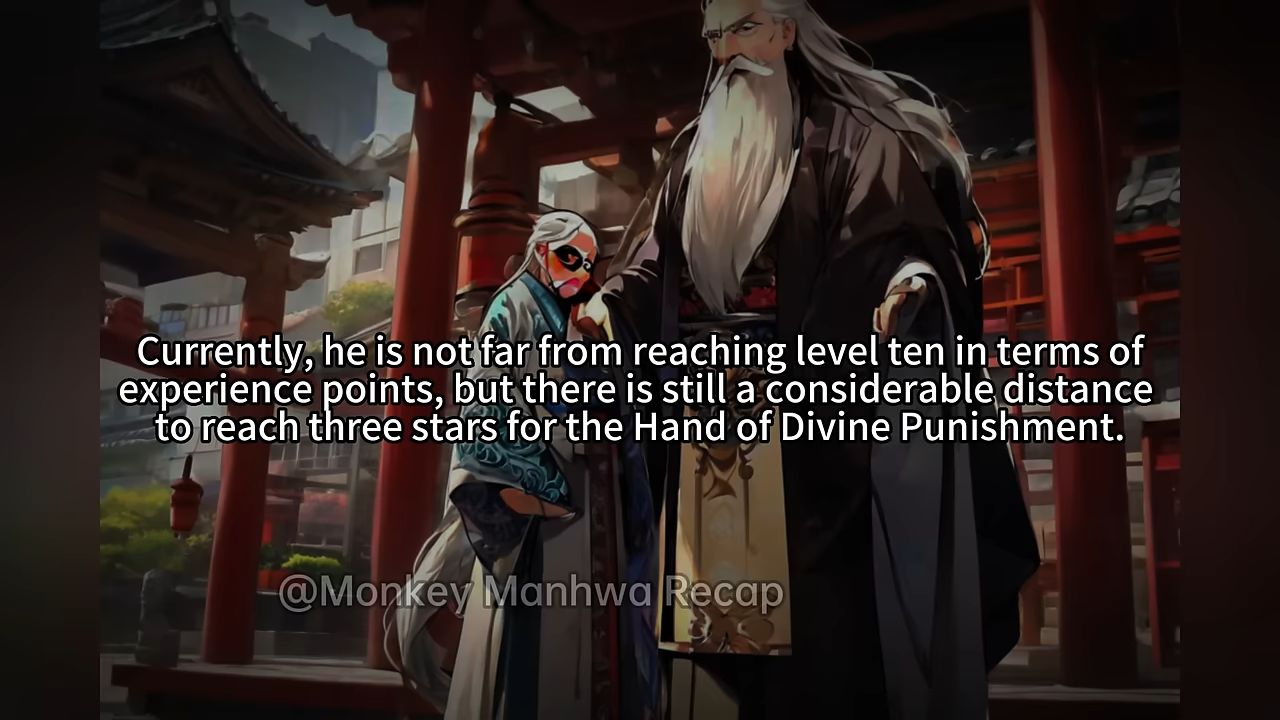 Currently, he is not far from reaching level ten in terms of
experience points, but there is still a considerable distance
to reach three stars for the Hand of Divine Punishment.
@Monkey Manhwa Recap